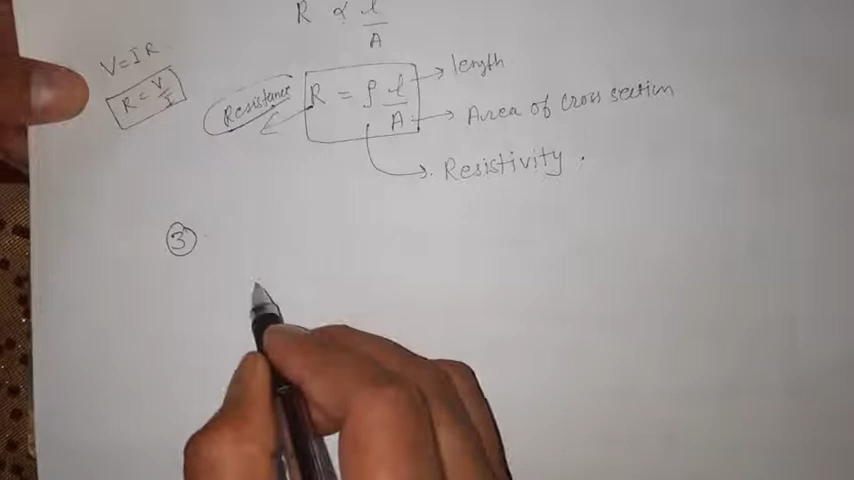 R ∝ l/A
V = IR
R = V/I
Resistance
R = ρ l/A
length
Area of cross section
Resistivity.
③